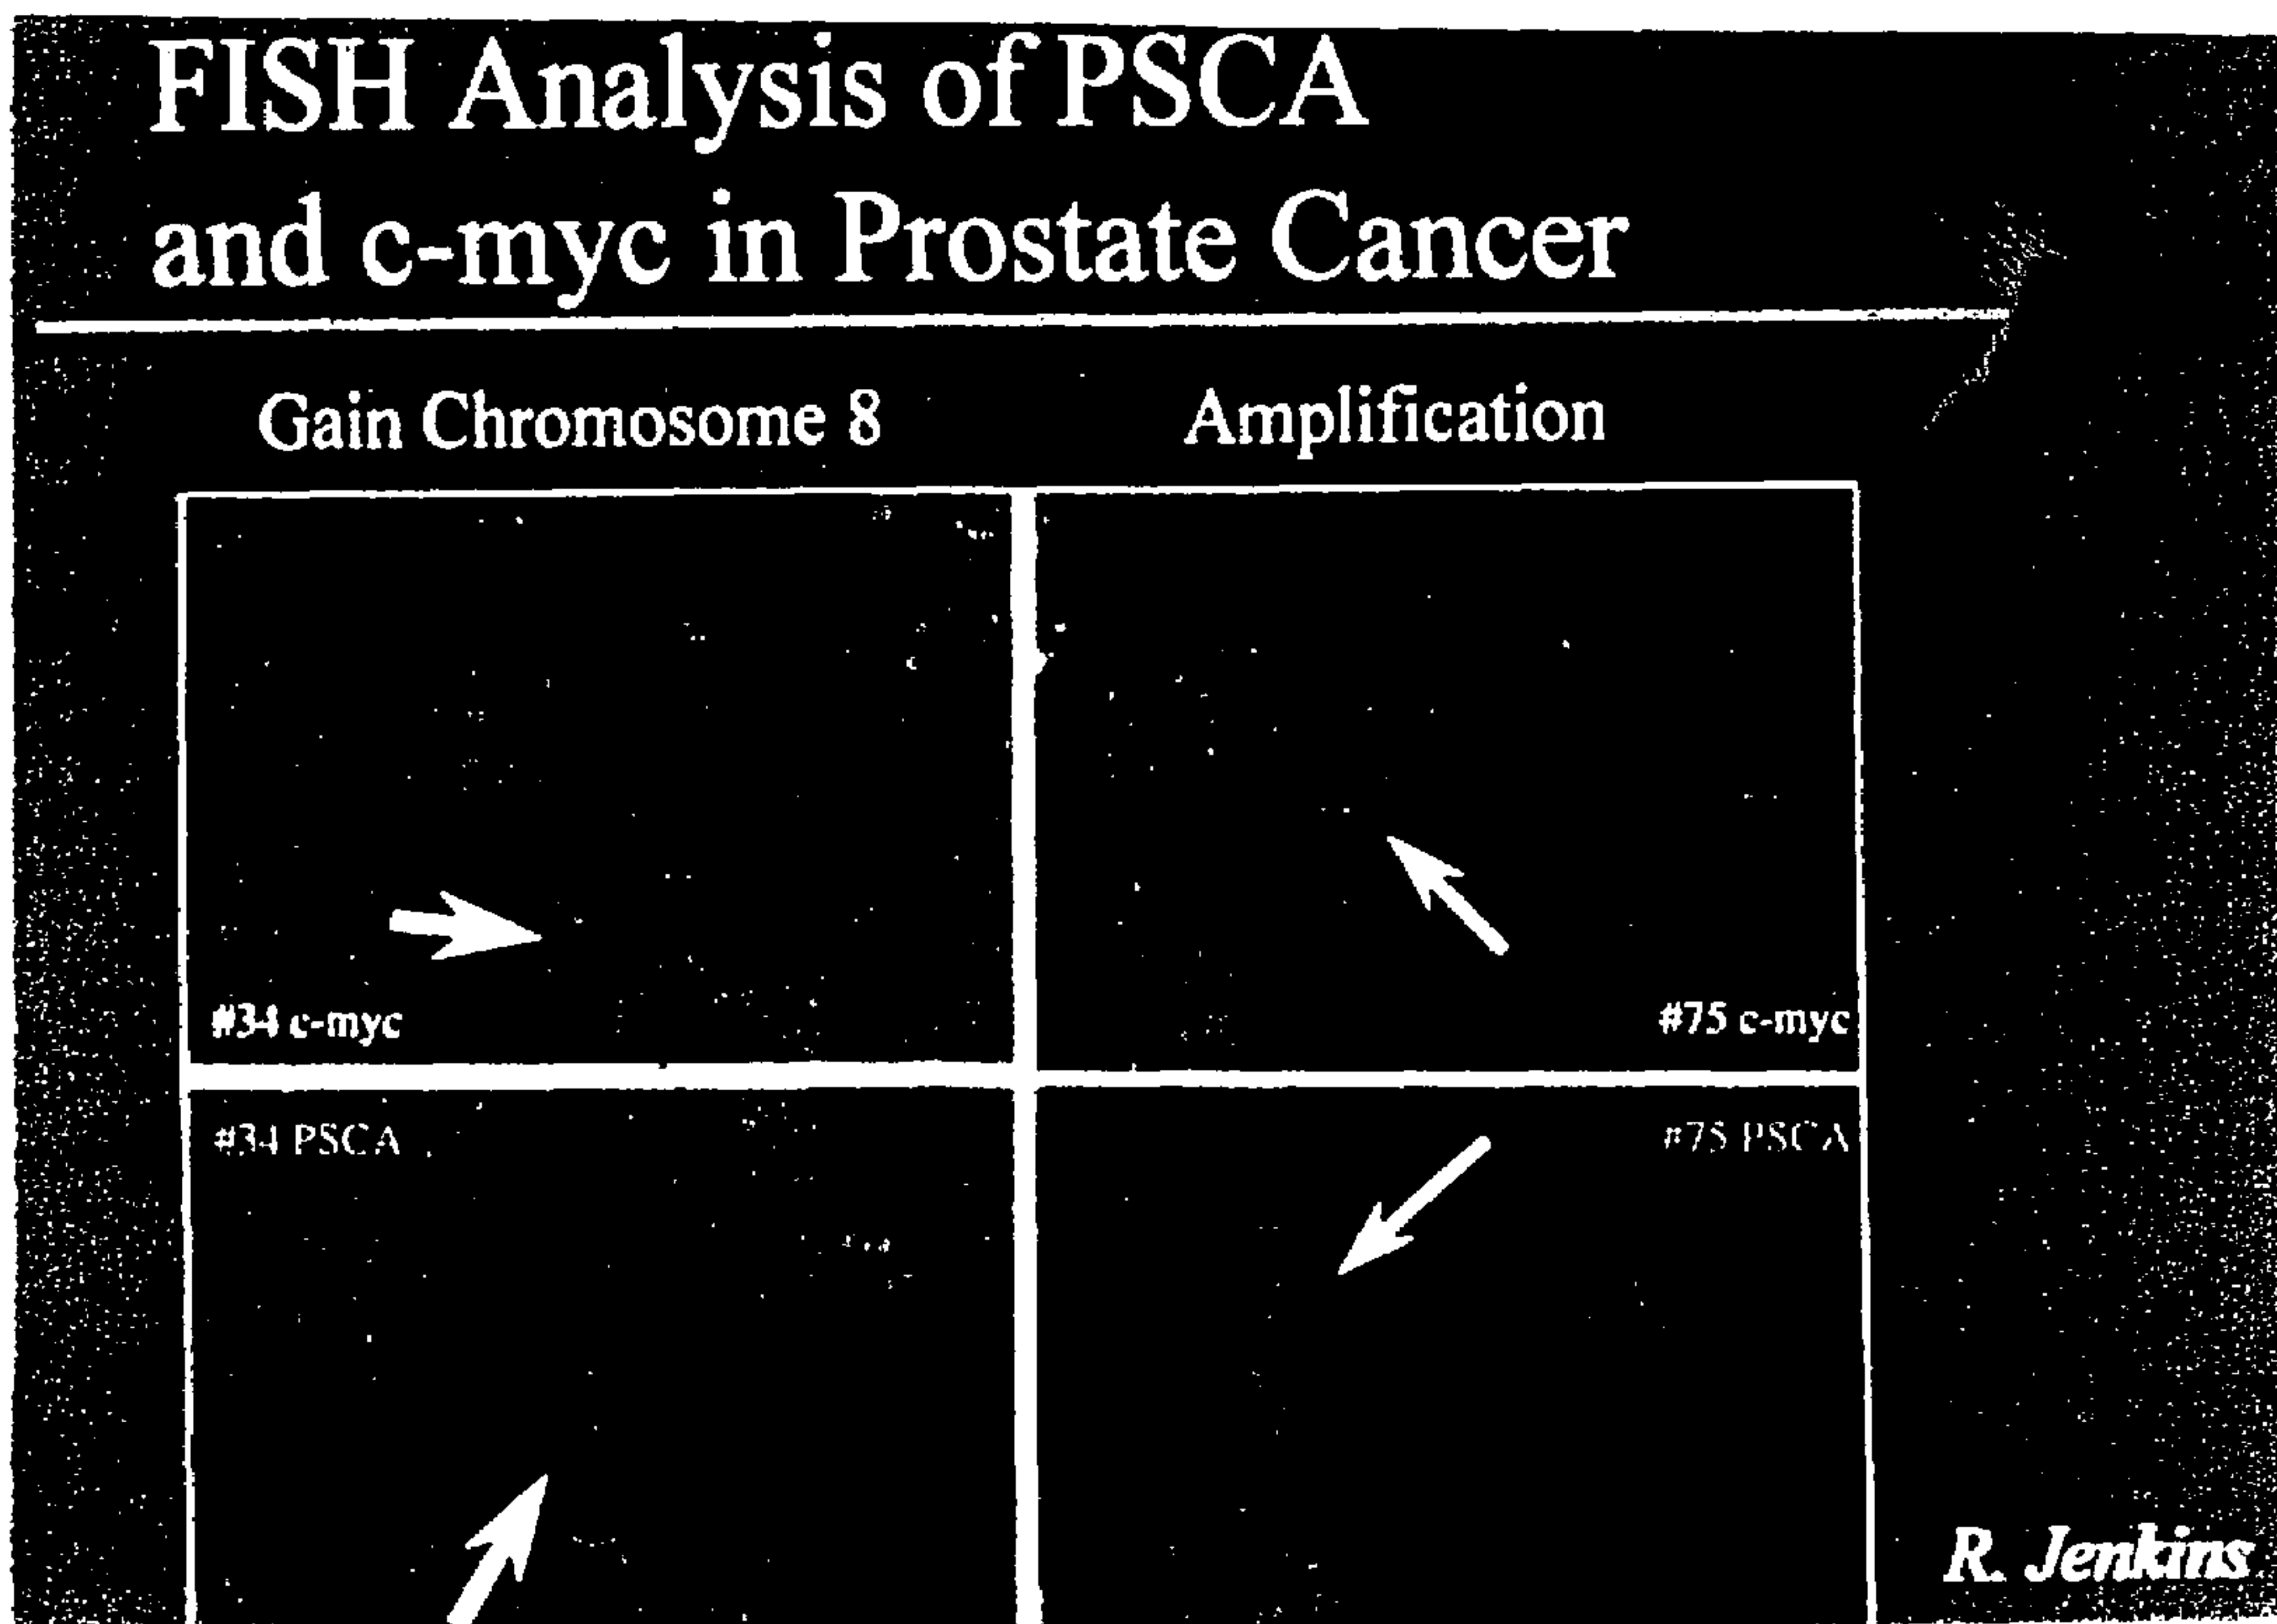 FISH Analysis of PSCA
and c-myc in Prostate Cancer
Gain Chromosome 8
Amplification
#34 c-myc
#75 c-myc
#34 PSCA
#75 PSCA
R. Jenkins